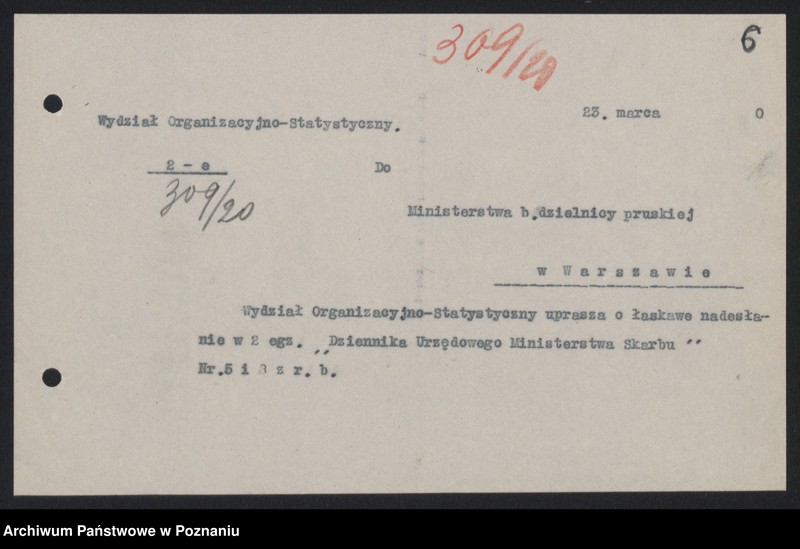 309/20
6
23. marca 0
Wydział Organizacyjno-Statystyczny.
2 - e
Do
309/20
Ministerstwa b.dzielnicy pruskiej
w Warszawie
Wydział Organizacyjno-Statystyczny uprasza o łaskawe nadesła-
nie w 2 egz. „Dziennika Urzędowego Ministerstwa Skarbu"
Nr.5 i z r. b.
Archiwum Państwowe w Poznaniu